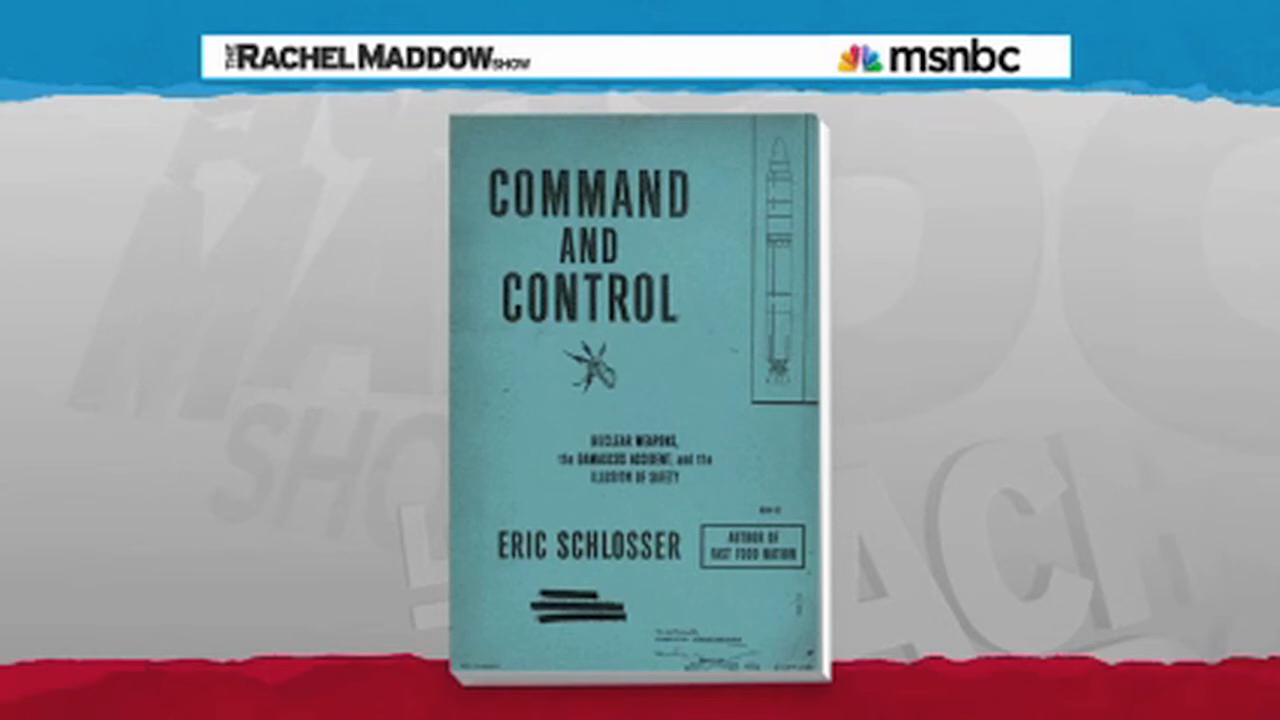 THE RACHEL MADDOW SHOW
msnbc
COMMAND
AND
CONTROL
NUCLEAR WEAPONS,
the DAMASCUS ACCIDENT, and the
ILLUSION OF SAFETY
ERIC SCHLOSSER
AUTHOR OF
FAST FOOD NATION